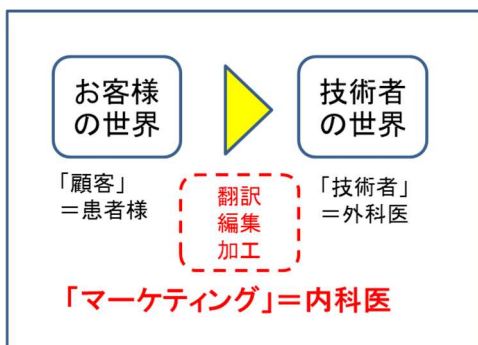 お客様
の世界
技術者
の世界
「顧客」
＝患者様
翻訳
編集
加工
「技術者」
＝外科医
「マーケティング」＝内科医